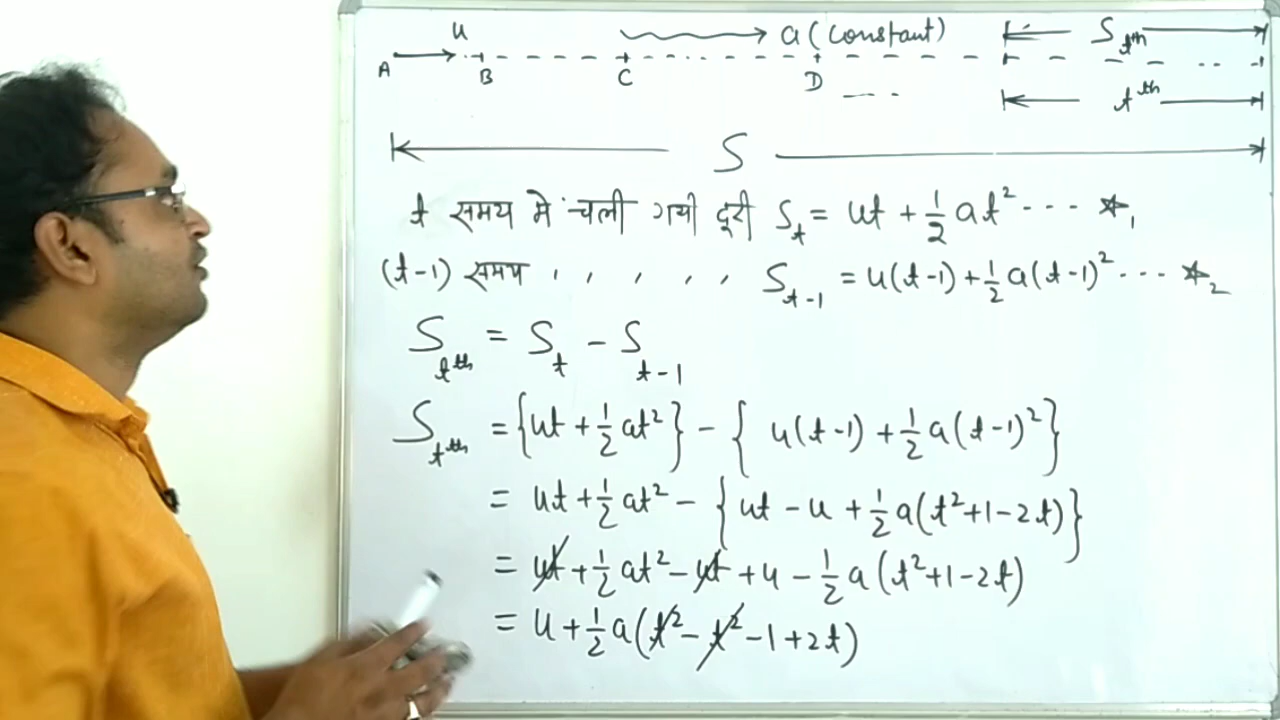 u a (constant) S_tth
A B C D --- tth
S
t समय मे चली गयी दूरी S_t = ut + 1/2 at² --- ★₁
(t-1) समय , , , , , S_t-1 = u(t-1) + 1/2 a(t-1)² --- ★₂
S_tth = S_t - S_t-1
S_tth = {ut + 1/2 at²} - { u(t-1) + 1/2 a(t-1)²}
= ut + 1/2 at² - {ut - u + 1/2 a(t²+1-2t)}
= ut + 1/2 at² - ut + u - 1/2 a(t²+1-2t)
= u + 1/2 a(t² - t² - 1 + 2t)